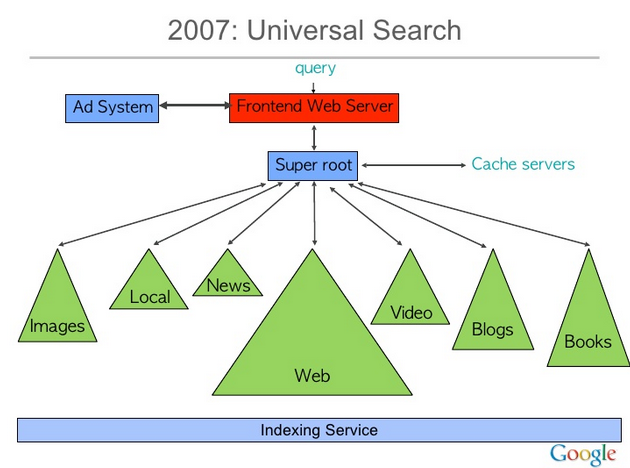 2007: Universal Search
query
Ad System
Frontend Web Server
Super root
Cache servers
Images
Local
News
Web
Video
Blogs
Books
Indexing Service
Google